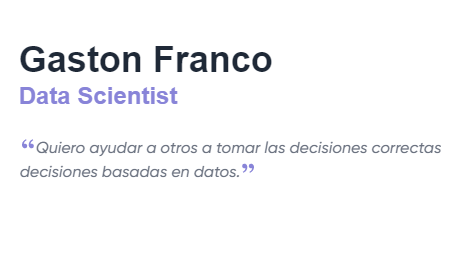 Gaston Franco
Data Scientist
“Quiero ayudar a otros a tomar las decisiones correctas
decisiones basadas en datos.”